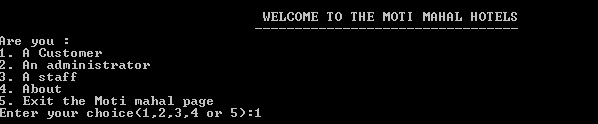 WELCOME TO THE MOTI MAHAL HOTELS
Are you :
1. A Customer
2. An administrator
3. A staff
4. About
5. Exit the Moti mahal page
Enter your choice(1,2,3,4 or 5):1